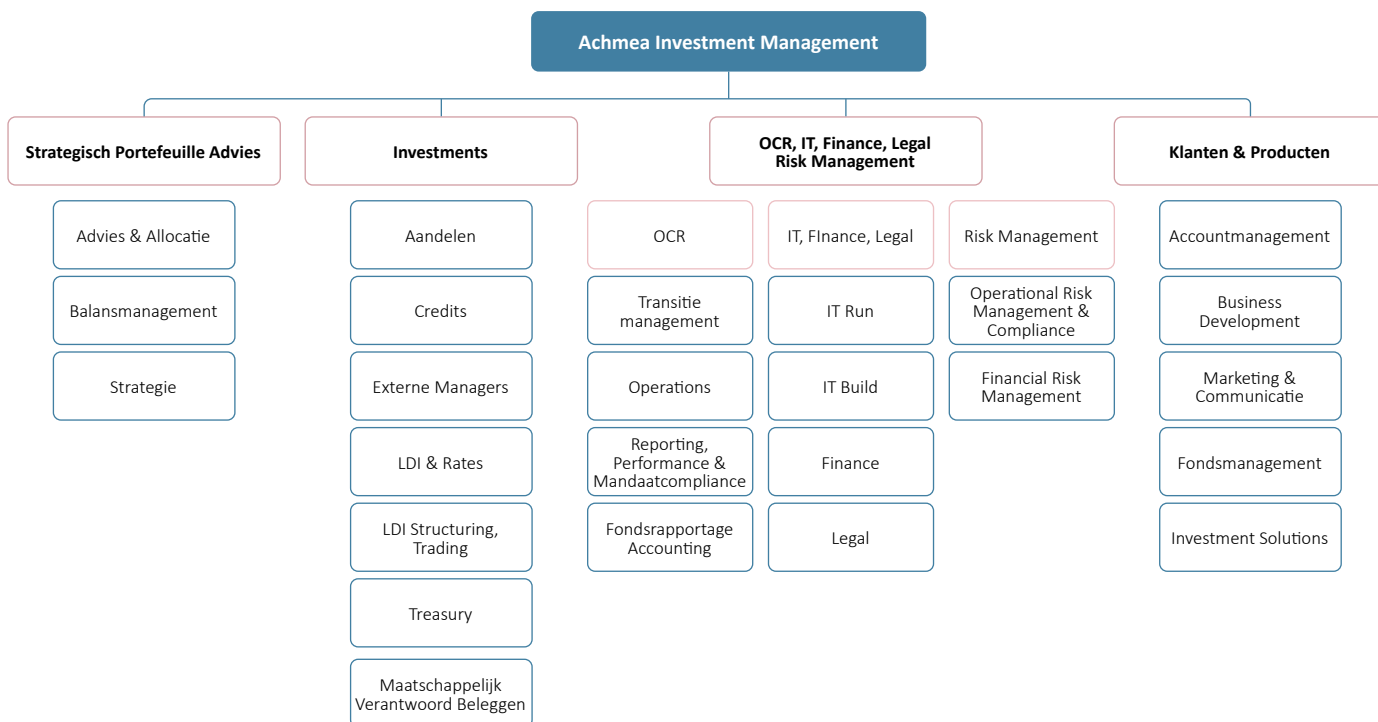 Achmea Investment Management
Strategisch Portefeuille Advies
Investments
OCR, IT, Finance, Legal
Risk Management
Klanten & Producten
Advies & Allocatie
Balansmanagement
Strategie
Aandelen
Credits
Externe Managers
LDI & Rates
LDI Structuring,
Trading
Treasury
Maatschappelijk
Verantwoord Beleggen
OCR
Transitie
management
Operations
Reporting,
Performance &
Mandaatcompliance
Fondsrapportage
Accounting
IT, FInance, Legal
IT Run
IT Build
Finance
Legal
Risk Management
Operational Risk
Management &
Compliance
Financial Risk
Management
Accountmanagement
Business
Development
Marketing &
Communicatie
Fondsmanagement
Investment Solutions